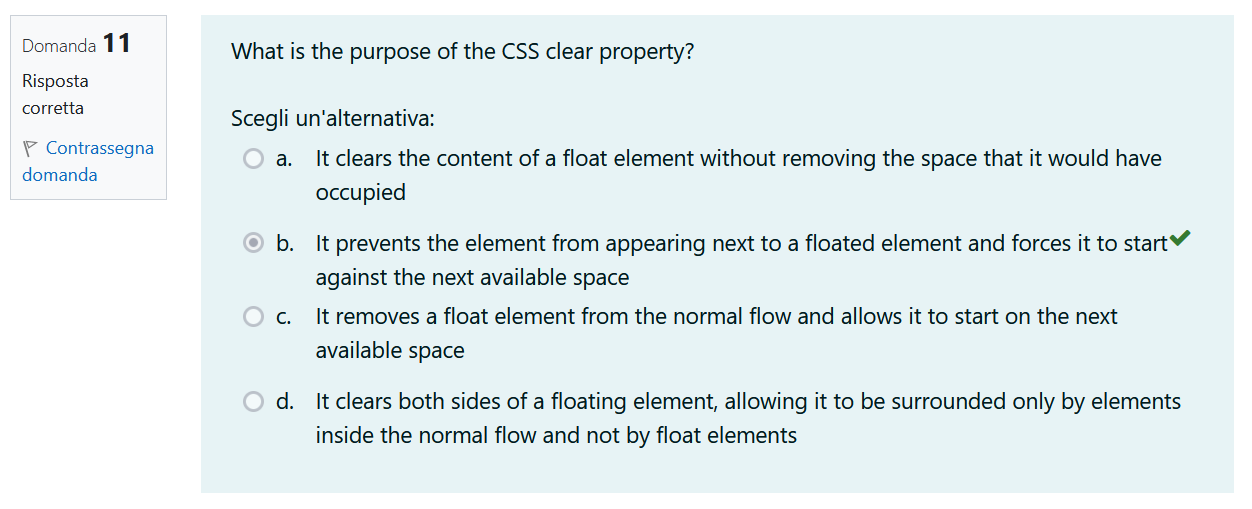 Domanda 11
Risposta
corretta
Contrassegna
domanda
What is the purpose of the CSS clear property?
Scegli un'alternativa:
a. It clears the content of a float element without removing the space that it would have
occupied
b. It prevents the element from appearing next to a floated element and forces it to start
against the next available space
c. It removes a float element from the normal flow and allows it to start on the next
available space
d. It clears both sides of a floating element, allowing it to be surrounded only by elements
inside the normal flow and not by float elements